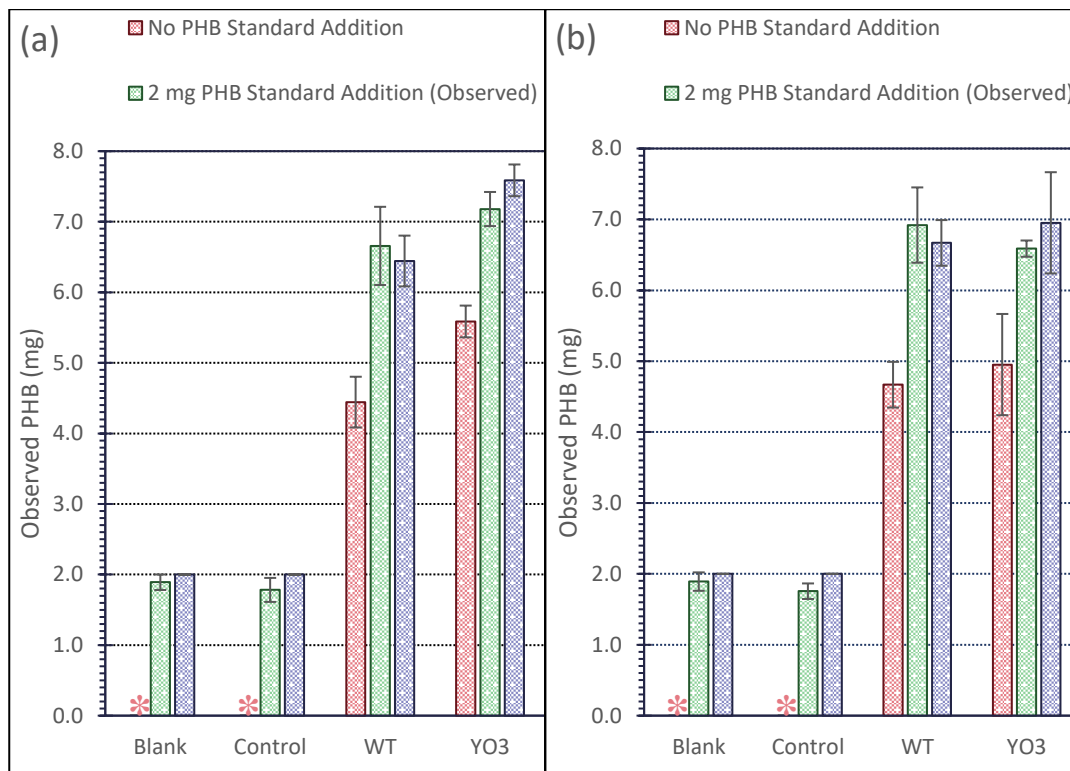 (a)
No PHB Standard Addition
2 mg PHB Standard Addition (Observed)
Observed PHB (mg)
8.0
7.0
6.0
5.0
4.0
3.0
2.0
1.0
0.0
*
*
Blank Control WT YO3
(b)
No PHB Standard Addition
2 mg PHB Standard Addition (Observed)
Observed PHB (mg)
8.0
7.0
6.0
5.0
4.0
3.0
2.0
1.0
0.0
*
*
Blank Control WT YO3